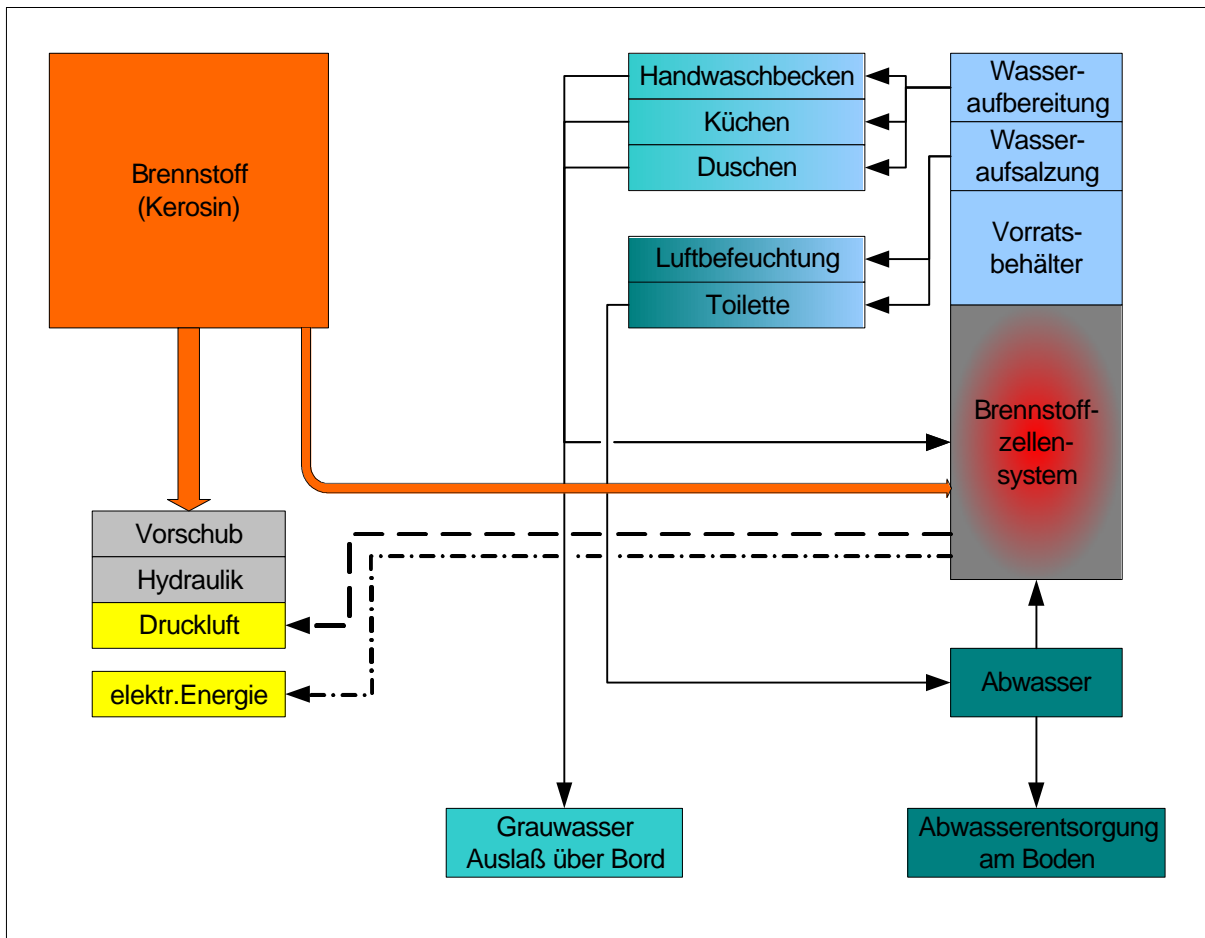 Brennstoff
(Kerosin)
Vorschub
Hydraulik
Druckluft
elektr.Energie
Handwaschbecken
Küchen
Duschen
Luftbefeuchtung
Toilette
Grauwasser
Auslaß über Bord
Wasser-
aufbereitung
Wasser-
aufsalzung
Vorrats-
behälter
Brennstoff-
zellen-
system
Abwasser
Abwasserentsorgung
am Boden